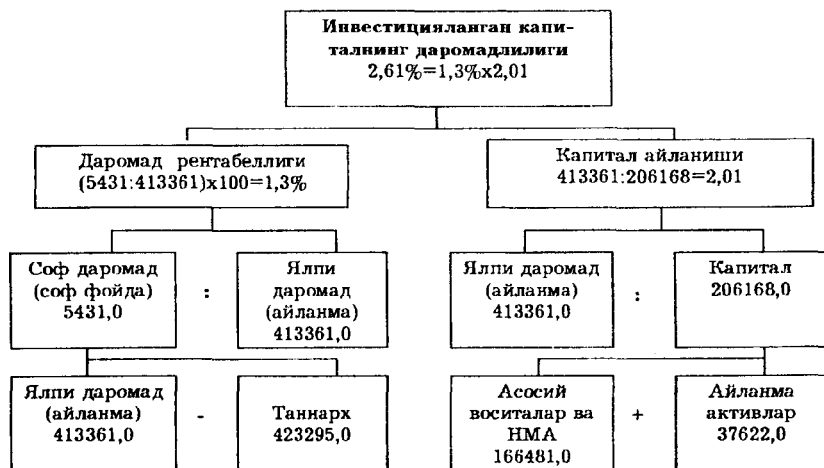 Инвестицияланган капи-
талнинг даромадлилиги
2,61%=1,3%x2,01
Даромад рентабеллиги
(5431:413361)x100=1,3%
Капитал айланиши
413361:206168=2,01
Соф даромад
(соф фойда)
5431,0
:
Ялпи
даромад
(айланма)
413361,0
Ялпи даромад
(айланма)
413361,0
:
Капитал
206168,0
Ялпи даромад
(айланма)
413361,0
-
Таннарх
423295,0
Асосий
воситалар ва
НМА
166481,0
+
Айланма
активлар
37622,0